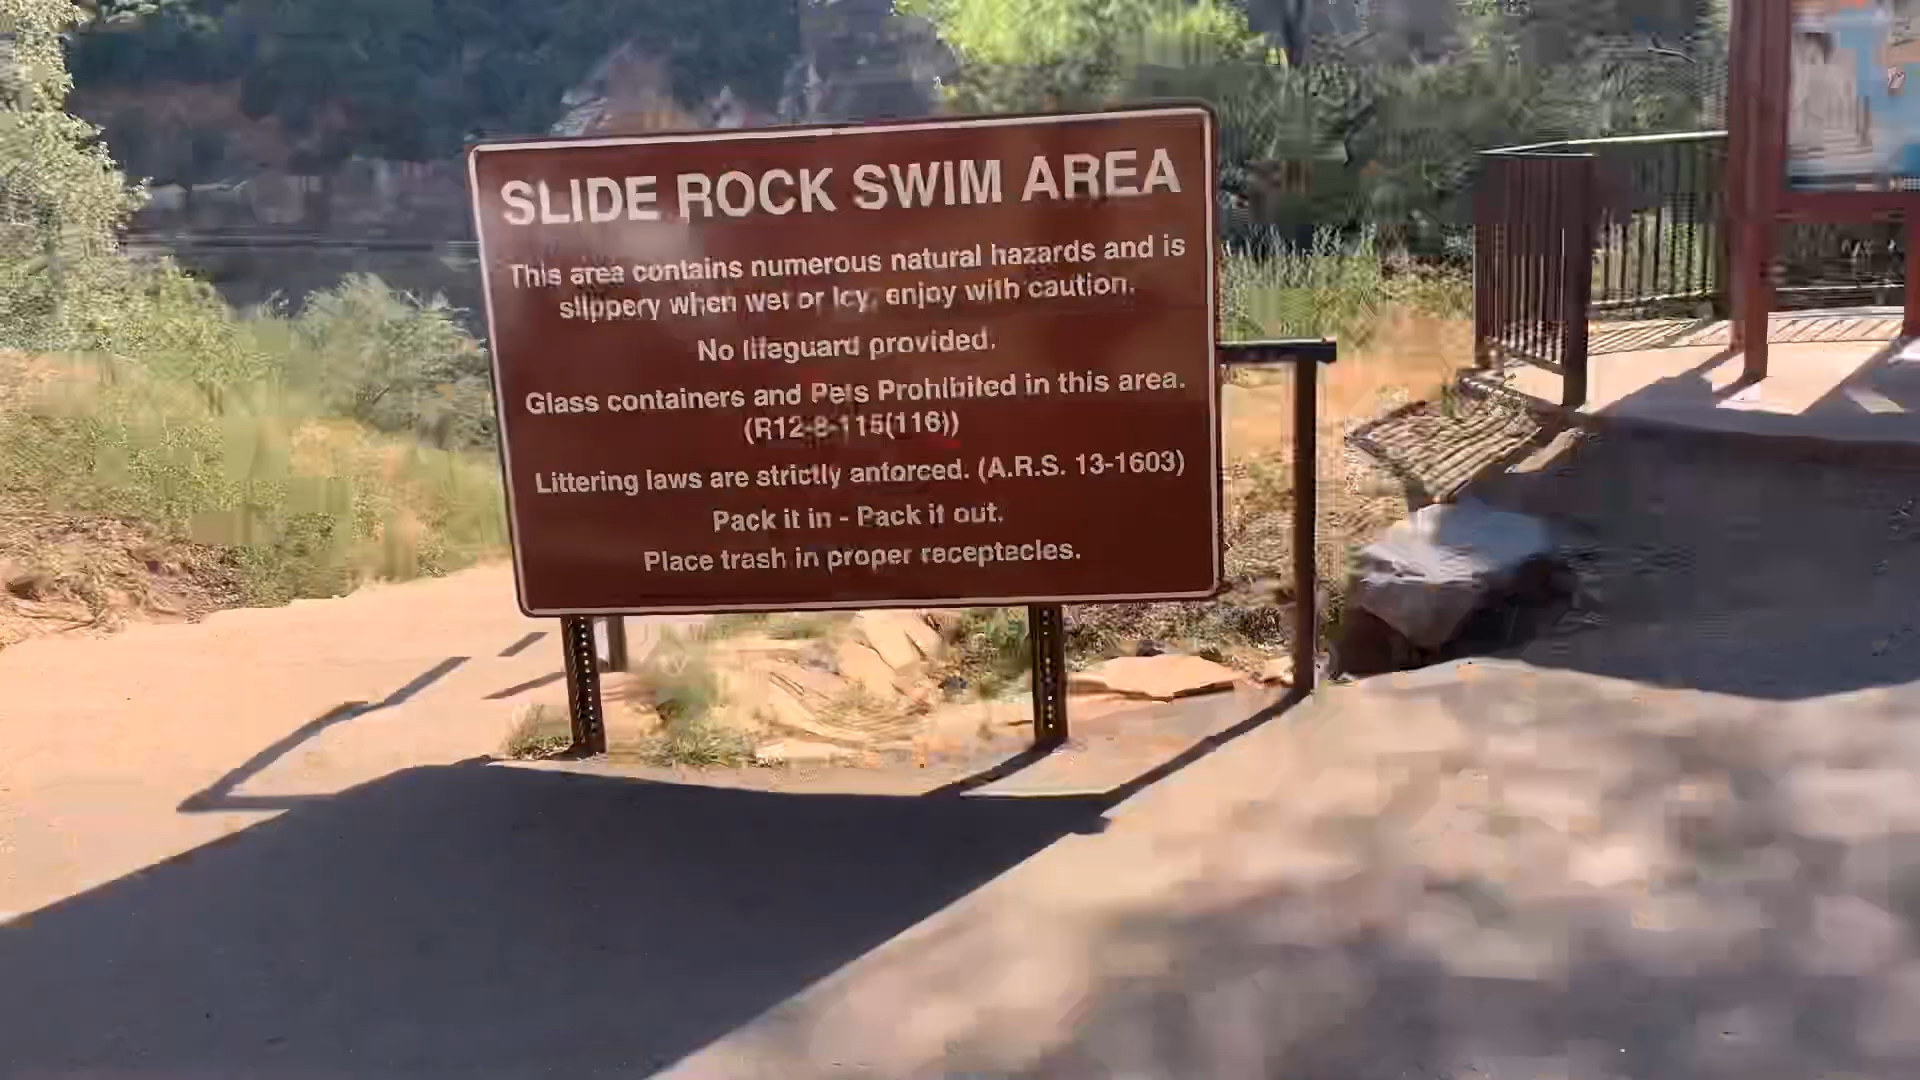 SLIDE ROCK SWIM AREA
This area contains numerous natural hazards and is
slippery when wet or Icy, enjoy with caution.
No lifeguard provided.
Glass containers and Pets Prohibited in this area.
(R12-8-115(116))
Littering laws are strictly enforced. (A.R.S. 13-1603)
Pack it in - Pack it out.
Place trash in proper receptacles.